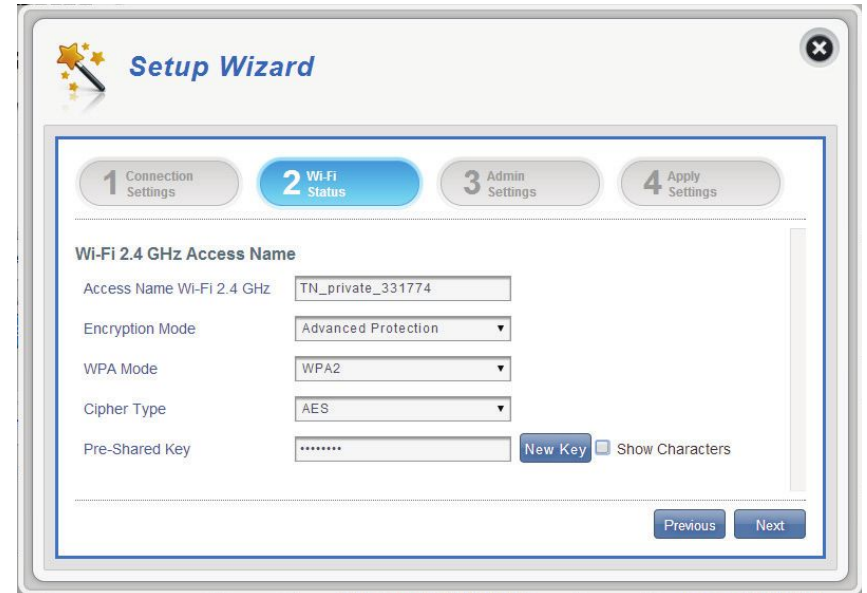 Setup Wizard
1 Connection Settings
2 Wi-Fi Status
3 Admin Settings
4 Apply Settings
Wi-Fi 2.4 GHz Access Name
Access Name Wi-Fi 2.4 GHz TN_private_331774
Encryption Mode Advanced Protection
WPA Mode WPA2
Cipher Type AES
Pre-Shared Key •••••••• New Key Show Characters
Previous Next